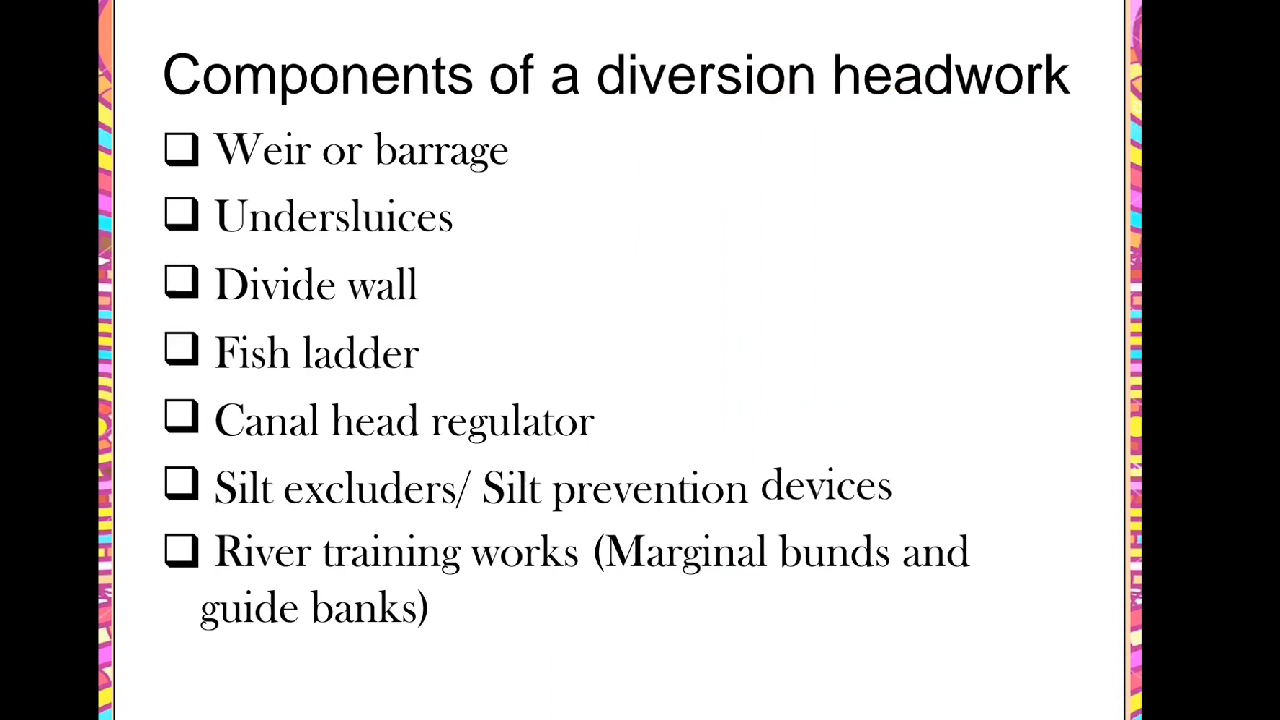 Components of a diversion headwork
❑ Weir or barrage
❑ Undersluices
❑ Divide wall
❑ Fish ladder
❑ Canal head regulator
❑ Silt excluders/ Silt prevention devices
❑ River training works (Marginal bunds and
guide banks)